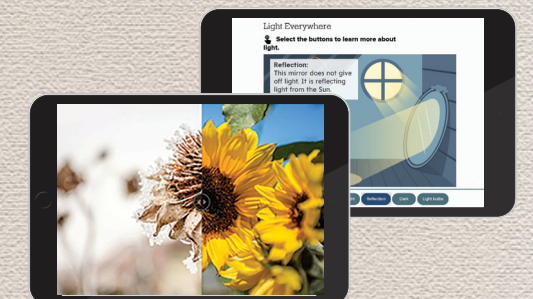 Light Everywhere
Select the buttons to learn more about
light.
Reflection:
This mirror does not give
off light. It is reflecting
light from the Sun.
Reflection
Dark
Light bulbs